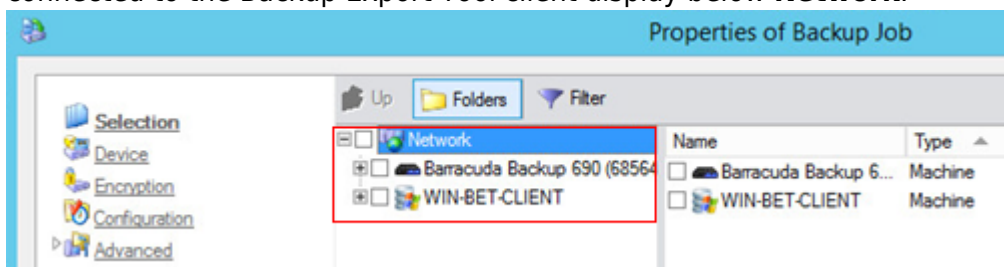 connected to the Backup Export Tool client display below Network.
Properties of Backup Job
Up Folders Filter
Selection
Device
Encryption
Configuration
Advanced
Network
Barracuda Backup 690 (68564
WIN-BET-CLIENT
Name Type
Barracuda Backup 6... Machine
WIN-BET-CLIENT Machine